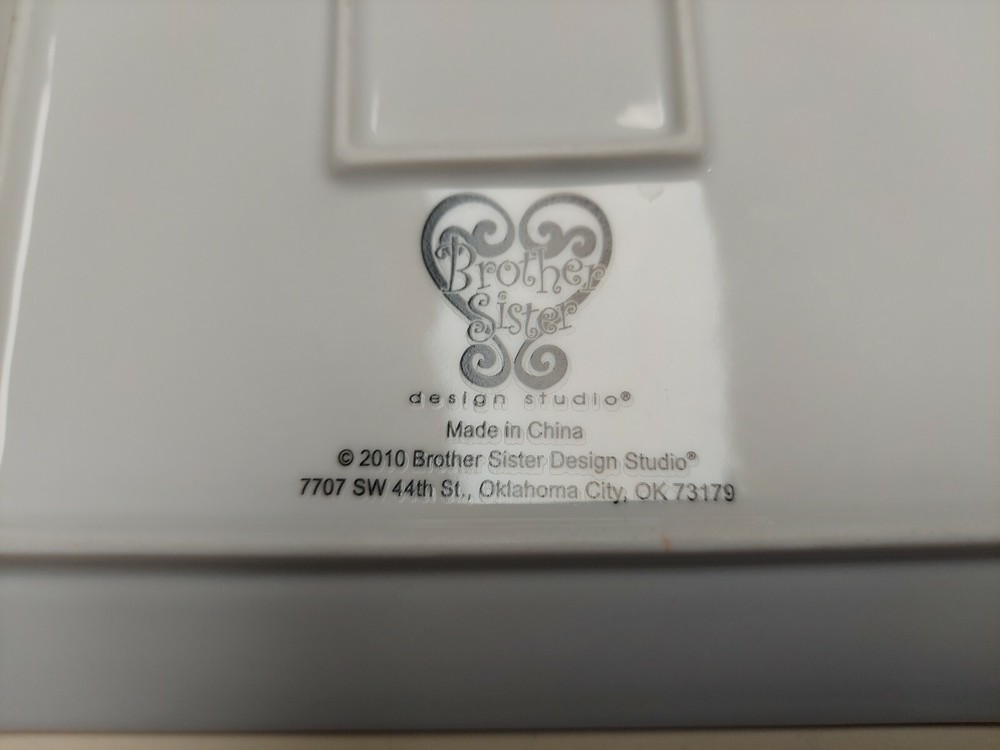 Brother
Sister
design studio®
Made in China
© 2010 Brother Sister Design Studio®
7707 SW 44th St., Oklahoma City, OK 73179